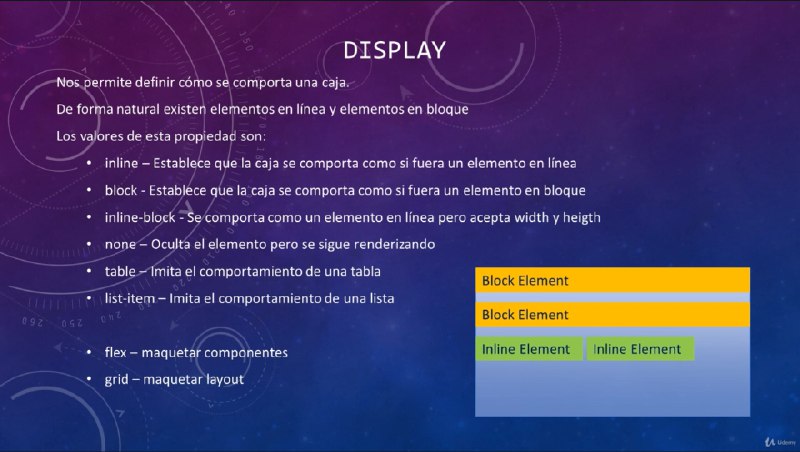 DISPLAY
Nos permite definir cómo se comporta una caja.
De forma natural existen elementos en línea y elementos en bloque
Los valores de esta propiedad son:
• inline – Establece que la caja se comporta como si fuera un elemento en línea
• block - Establece que la caja se comporta como si fuera un elemento en bloque
• inline-block - Se comporta como un elemento en línea pero acepta width y heigth
• none – Oculta el elemento pero se sigue renderizando
• table – Imita el comportamiento de una tabla
• list-item – Imita el comportamiento de una lista
• flex – maquetar componentes
• grid – maquetar layout
Block Element
Block Element
Inline Element Inline Element
260 250 240
Udemy